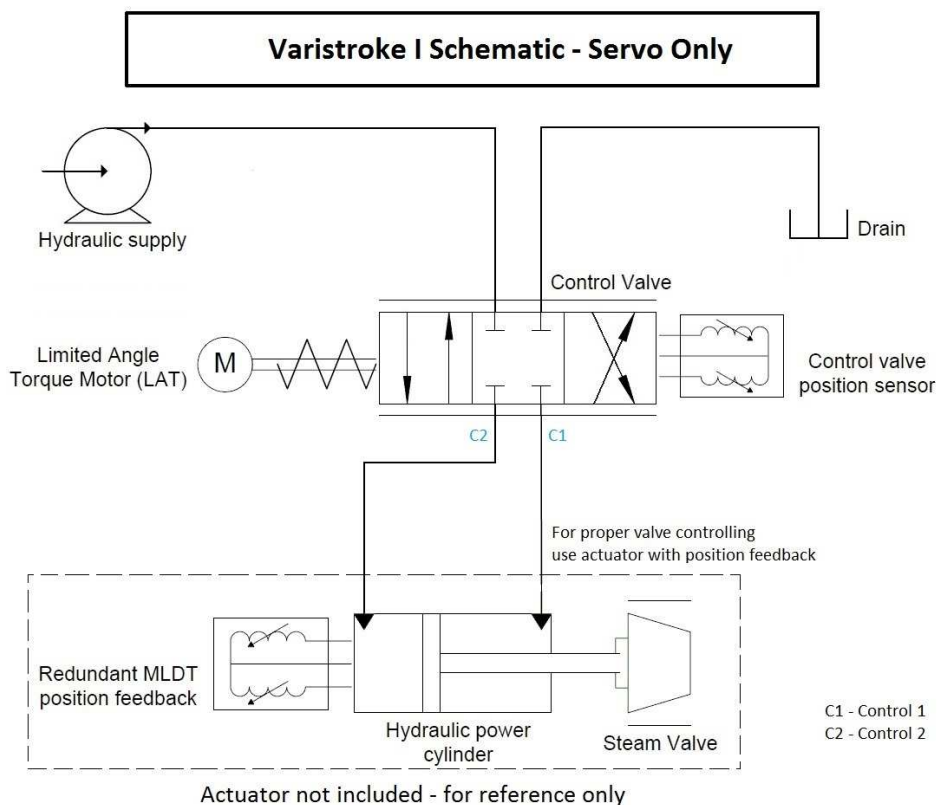 Varistroke I Schematic - Servo Only
Hydraulic supply
Drain
Control Valve
Limited Angle
Torque Motor (LAT)
M
Control valve
position sensor
C2
C1
For proper valve controlling
use actuator with position feedback
Redundant MLDT
position feedback
Hydraulic power
cylinder
Steam Valve
C1 - Control 1
C2 - Control 2
Actuator not included - for reference only